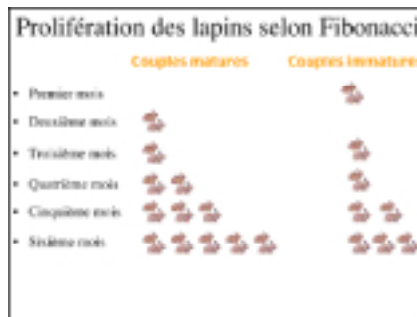 Prolifération des lapins selon Fibonacci
Couples matures Couples immature
• Premier mois
• Deuxième mois
• Troisième mois
• Quatrième mois
• Cinquième mois
• Sixième mois